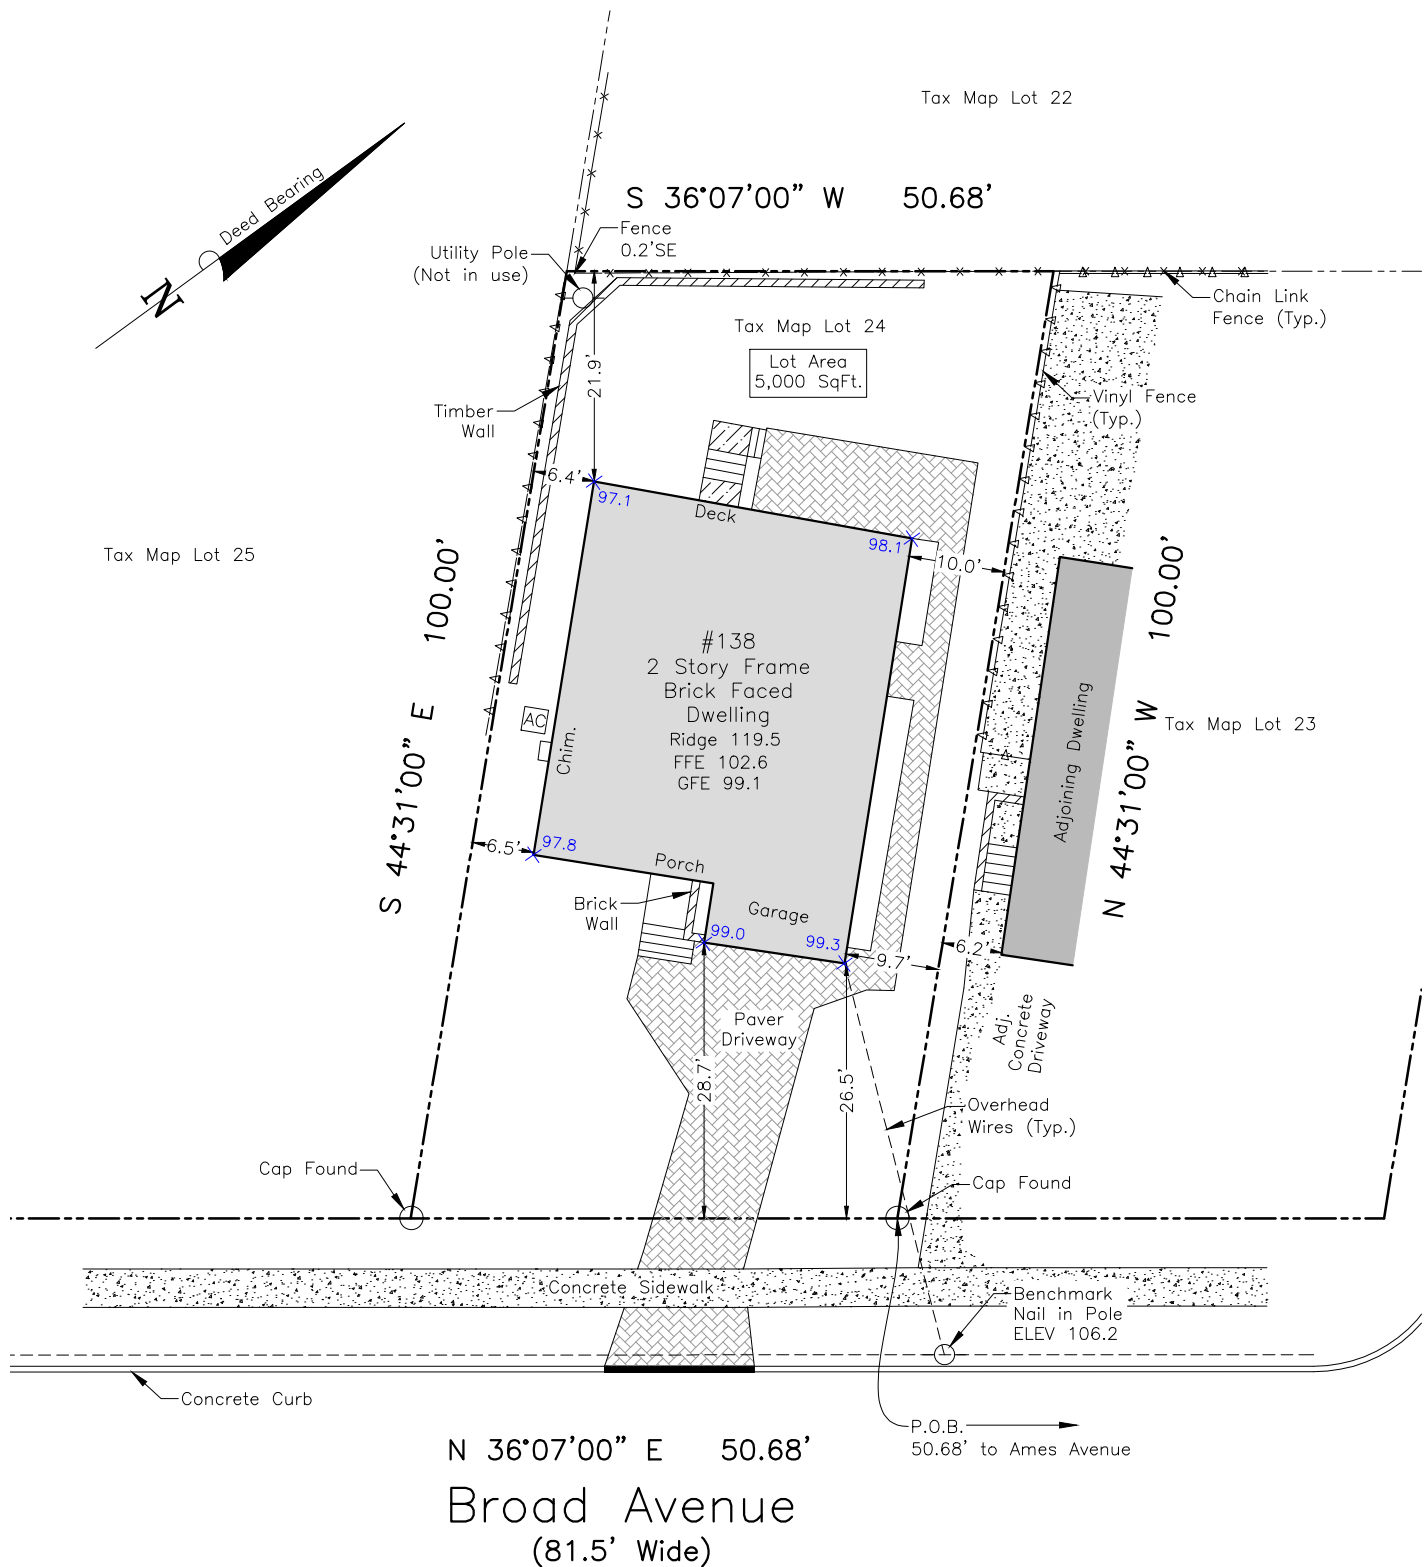 Tax Map Lot 22
Deed Bearing
N
S 36°07'00" W 50.68'
Fence
0.2'SE
Utility Pole
(Not in use)
Chain Link
Fence (Typ.)
Tax Map Lot 24
Lot Area
5,000 SqFt.
21.9'
Vinyl Fence
(Typ.)
Timber
Wall
6.4'
97.1
Deck
98.1
10.0'
Tax Map Lot 25
S 44°31'00" E 100.00'
N 44°31'00" W 100.00'
#138
2 Story Frame
Brick Faced
Dwelling
Ridge 119.5
FFE 102.6
GFE 99.1
AC
Chim.
Adjoining Dwelling
Tax Map Lot 23
97.8
6.5'
Porch
Brick
Wall
Garage
99.0
99.3
9.7'
6.2'
Paver
Driveway
Adj.
Concrete
Driveway
28.7'
26.5'
Overhead
Wires (Typ.)
Cap Found
Cap Found
Concrete Sidewalk
Benchmark
Nail in Pole
ELEV 106.2
Concrete Curb
P.O.B.
50.68' to Ames Avenue
N 36°07'00" E 50.68'
Broad Avenue
(81.5' Wide)